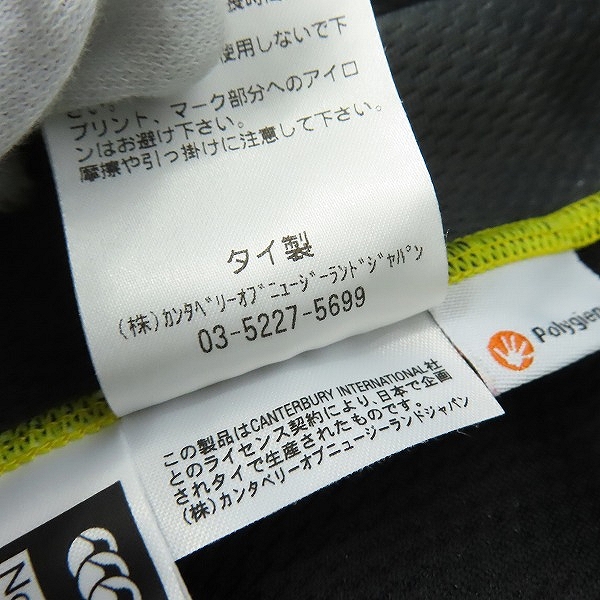 使用しないで下
さい。
プリント、マーク部分へのアイロ
ンはお避け下さい。
摩擦や引っ掛けに注意して下さい。
タイ製
(株)ｶﾝﾀﾍﾞﾘｰｵﾌﾞﾆｭｰｼﾞｰﾗﾝﾄﾞｼﾞｬﾊﾟﾝ
03-5227-5699
Polygien
この製品はCANTERBURY INTERNATIONAL社
とのライセンス契約により、日本で企画
されタイで生産されたものです。
(株)カンタベリーオブニュージーランドジャパン